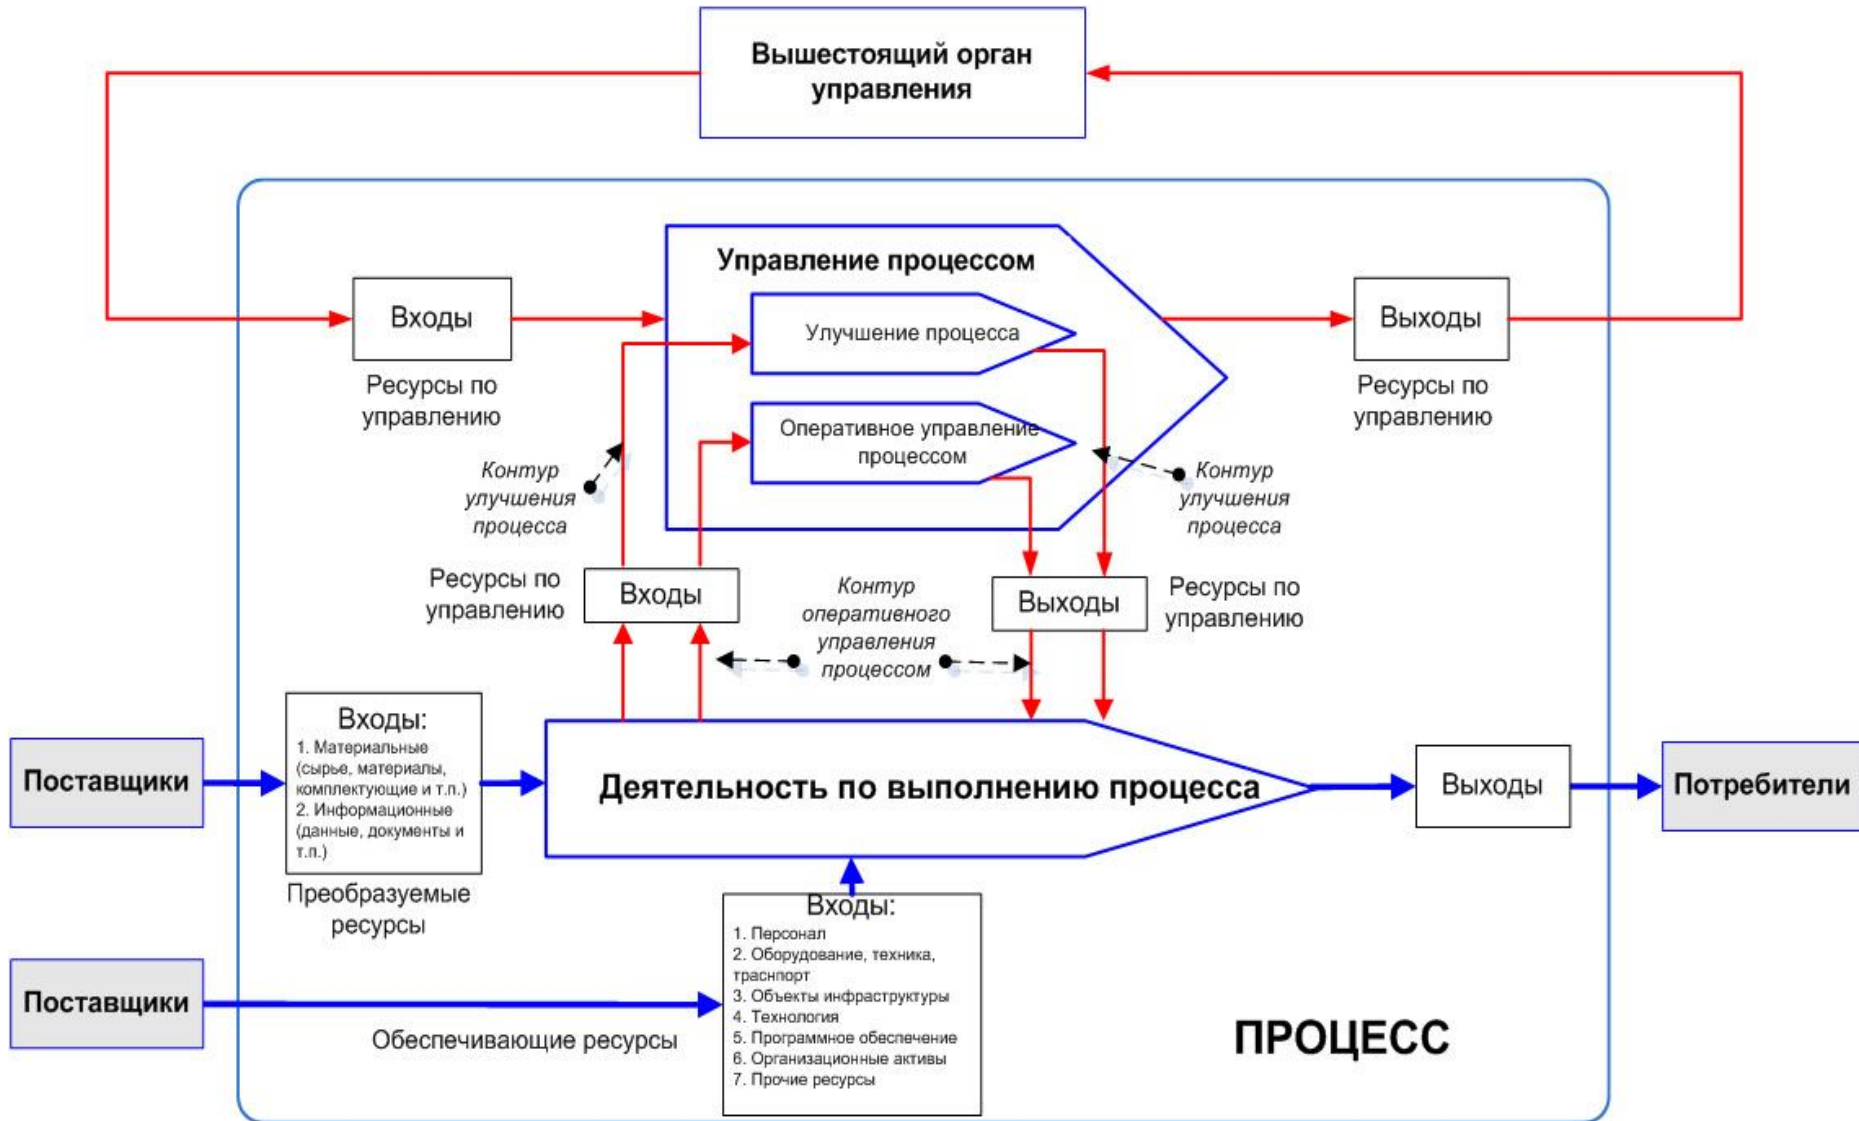 Вышестоящий орган
управления
Управление процессом
Входы
Ресурсы по
управлению
Улучшение процесса
Оперативное управление
процессом
Выходы
Ресурсы по
управлению
Контур
улучшения
процесса
Контур
улучшения
процесса
Ресурсы по
управлению
Входы
Контур
оперативного
управления
процессом
Выходы
Ресурсы по
управлению
Поставщики
Входы:
1. Материальные
(сырье, материалы,
комплектующие и т.п.)
2. Информационные
(данные, документы и
т.п.)
Преобразуемые
ресурсы
Деятельность по выполнению процесса
Выходы
Потребители
Поставщики
Обеспечивающие ресурсы
Входы:
1. Персонал
2. Оборудование, техника,
траснпорт
3. Объекты инфраструктуры
4. Технология
5. Программное обеспечение
6. Организационные активы
7. Прочие ресурсы
ПРОЦЕСС